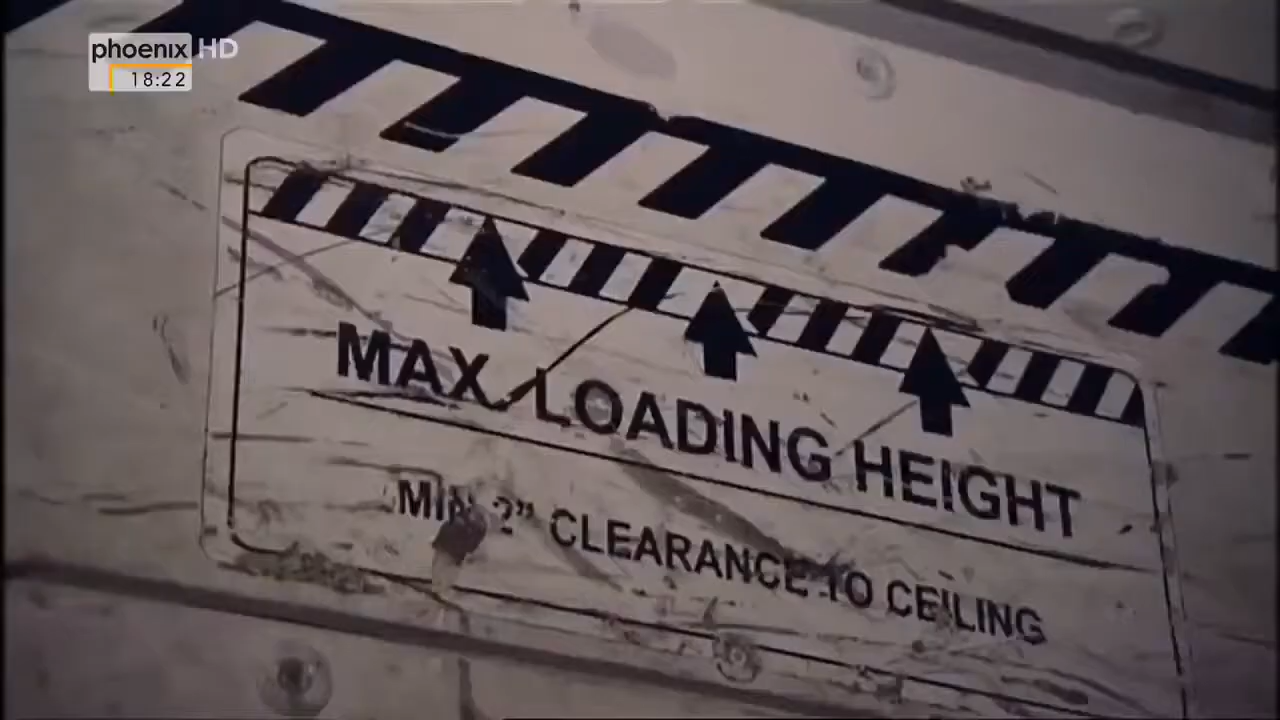 phoenix HD
18:22
MAX. LOADING HEIGHT
MIN 2” CLEARANCE TO CEILING